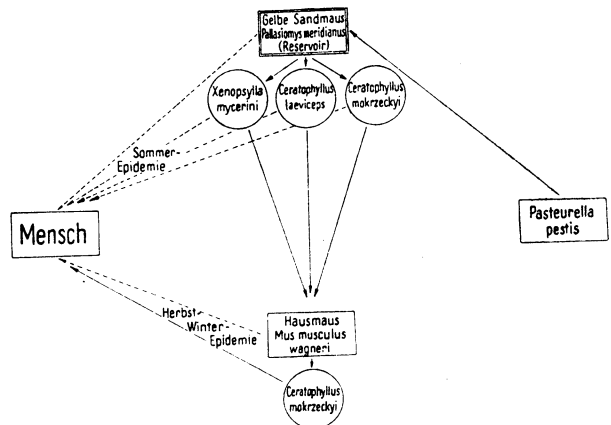 Gelbe Sandmaus
Pallasiomys meridianus
(Reservoir)
Xenopsylla
mycerini
Ceratophyllus
laeviceps
Ceratophyllus
mokrzeckyi
Sommer-
Epidemie
Mensch
Pasteurella
pestis
Herbst-
Winter-
Epidemie
Hausmaus
Mus musculus
wagneri
Ceratophyllus
mokrzeckyi